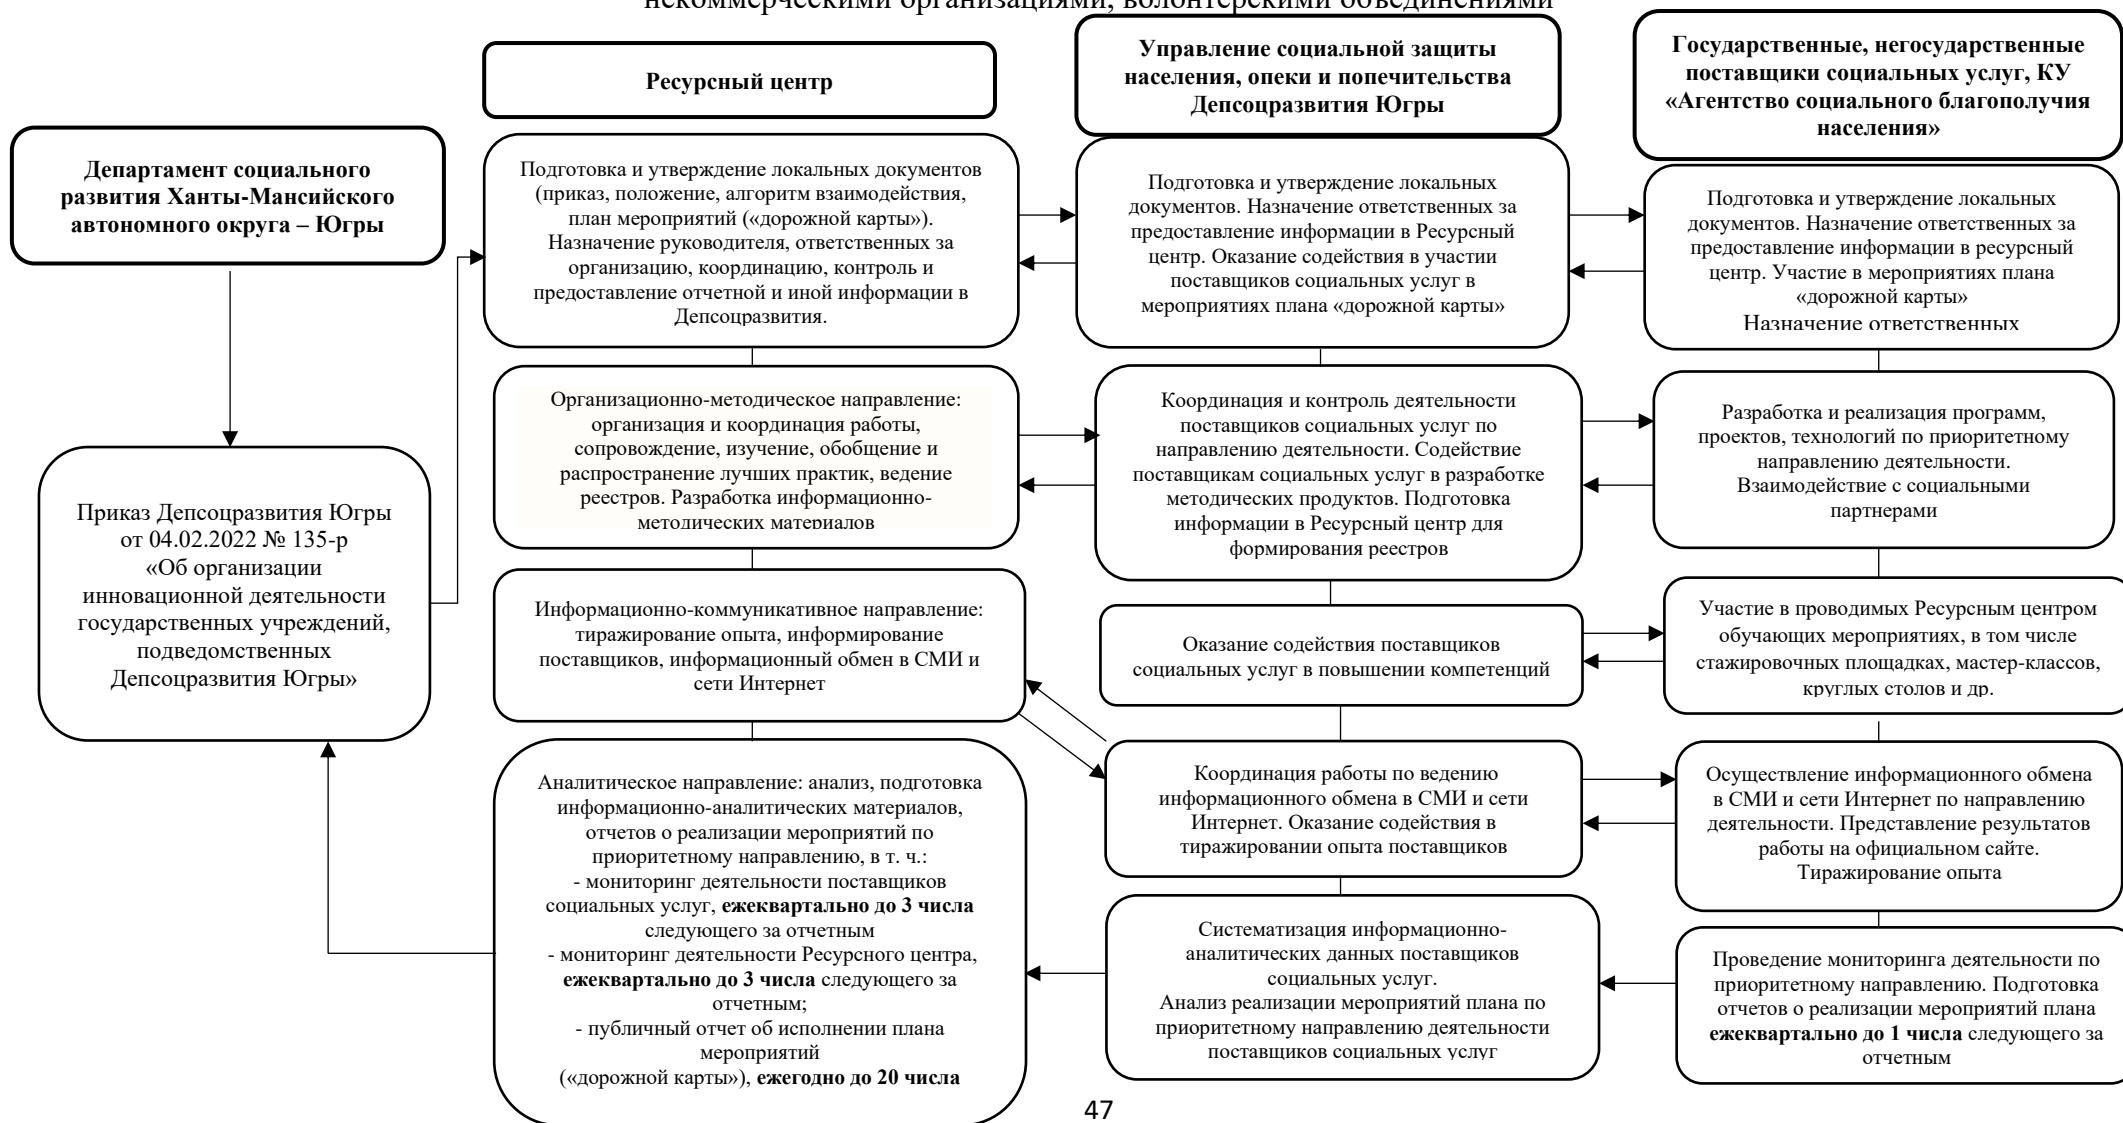 некоммерческими организациями, волонтерскими объединениями
Ресурсный центр
Управление социальной защиты
населения, опеки и попечительства
Депсоцразвития Югры
Государственные, негосударственные
поставщики социальных услуг, КУ
«Агентство социального благополучия
населения»
Департамент социального
развития Ханты-Мансийского
автономного округа – Югры
Приказ Депсоцразвития Югры
от 04.02.2022 № 135-р
«Об организации
инновационной деятельности
государственных учреждений,
подведомственных
Депсоцразвития Югры»
Подготовка и утверждение локальных документов
(приказ, положение, алгоритм взаимодействия,
план мероприятий («дорожной карты»).
Назначение руководителя, ответственных за
организацию, координацию, контроль и
предоставление отчетной и иной информации в
Депсоцразвития.
Подготовка и утверждение локальных
документов. Назначение ответственных за
предоставление информации в Ресурсный
центр. Оказание содействия в участии
поставщиков социальных услуг в
мероприятиях плана «дорожной карты»
Подготовка и утверждение локальных
документов. Назначение ответственных за
предоставление информации в ресурсный
центр. Участие в мероприятиях плана
«дорожной карты»
Назначение ответственных
Организационно-методическое направление:
организация и координация работы,
сопровождение, изучение, обобщение и
распространение лучших практик, ведение
реестров. Разработка информационно-
методических материалов
Координация и контроль деятельности
поставщиков социальных услуг по
направлению деятельности. Содействие
поставщикам социальных услуг в разработке
методических продуктов. Подготовка
информации в Ресурсный центр для
формирования реестров
Разработка и реализация программ,
проектов, технологий по приоритетному
направлению деятельности.
Взаимодействие с социальными
партнерами
Информационно-коммуникативное направление:
тиражирование опыта, информирование
поставщиков, информационный обмен в СМИ и
сети Интернет
Оказание содействия поставщиков
социальных услуг в повышении компетенций
Участие в проводимых Ресурсным центром
обучающих мероприятиях, в том числе
стажировочных площадках, мастер-классов,
круглых столов и др.
Аналитическое направление: анализ, подготовка
информационно-аналитических материалов,
отчетов о реализации мероприятий по
приоритетному направлению, в т. ч.:
- мониторинг деятельности поставщиков
социальных услуг, ежеквартально до 3 числа
следующего за отчетным
- мониторинг деятельности Ресурсного центра,
ежеквартально до 3 числа следующего за
отчетным;
- публичный отчет об исполнении плана
мероприятий
(«дорожной карты»), ежегодно до 20 числа
Координация работы по ведению
информационного обмена в СМИ и сети
Интернет. Оказание содействия в
тиражировании опыта поставщиков
Осуществление информационного обмена
в СМИ и сети Интернет по направлению
деятельности. Представление результатов
работы на официальном сайте.
Тиражирование опыта
Систематизация информационно-
аналитических данных поставщиков
социальных услуг.
Анализ реализации мероприятий плана по
приоритетному направлению деятельности
поставщиков социальных услуг
Проведение мониторинга деятельности по
приоритетному направлению. Подготовка
отчетов о реализации мероприятий плана
ежеквартально до 1 числа следующего за
отчетным
47